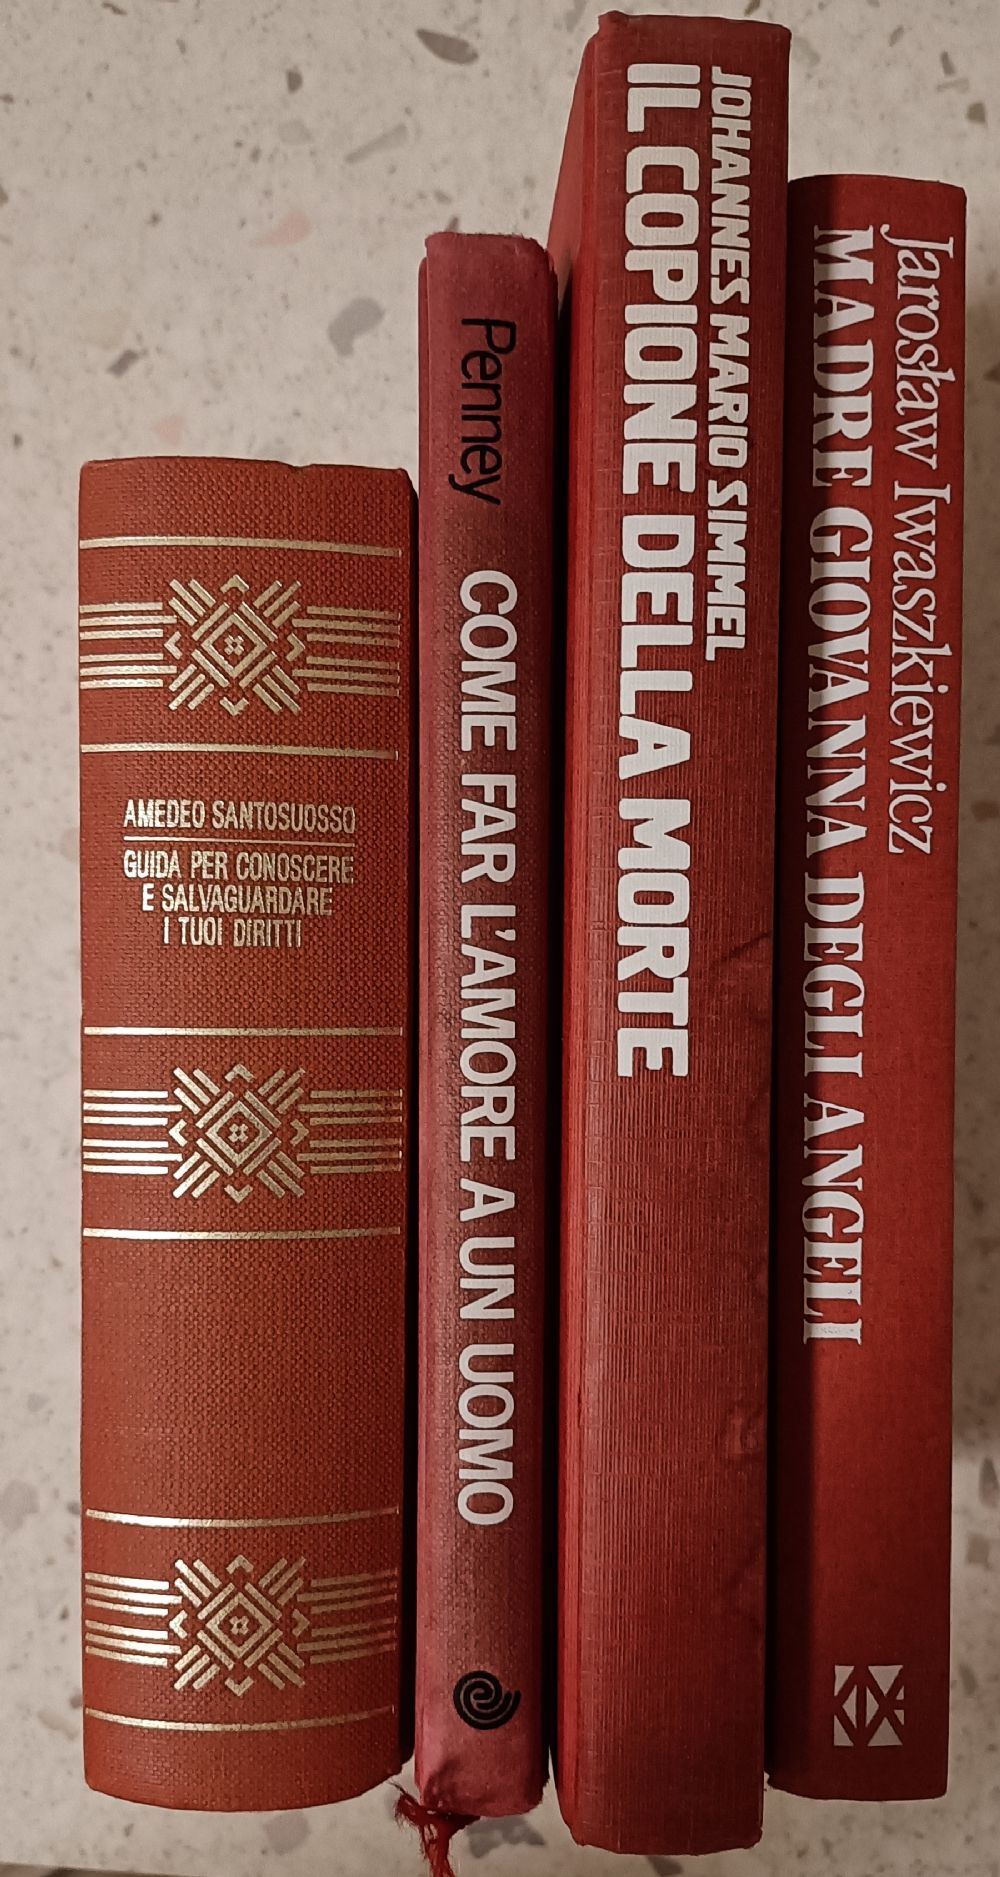 AMEDEO SANTOSUOSSO
GUIDA PER CONOSCERE
E SALVAGUARDARE
I TUOI DIRITTI
Penney COME FAR L'AMORE A UN UOMO
JOHANNES MARIO SIMMEL
IL COPIONE DELLA MORTE
Jarosław Iwaszkiewicz
MADRE GIOVANNA DEGLI ANGELI